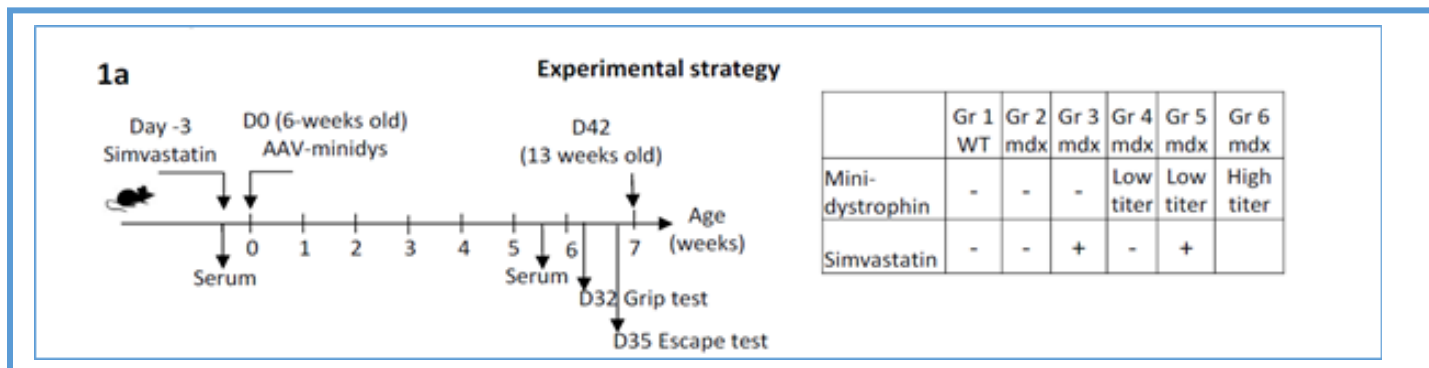 1a
Experimental strategy
Day -3
Simvastatin
D0 (6-weeks old)
AAV-minidys
D42
(13 weeks old)
0 1 2 3 4 5 6 7
Age
(weeks)
Serum
Serum
D32 Grip test
D35 Escape test
Gr 1 Gr 2 Gr 3 Gr 4 Gr 5 Gr 6
WT mdx mdx mdx mdx mdx
Mini- Low Low High
dystrophin - - - titer titer titer
Simvastatin - - + - +